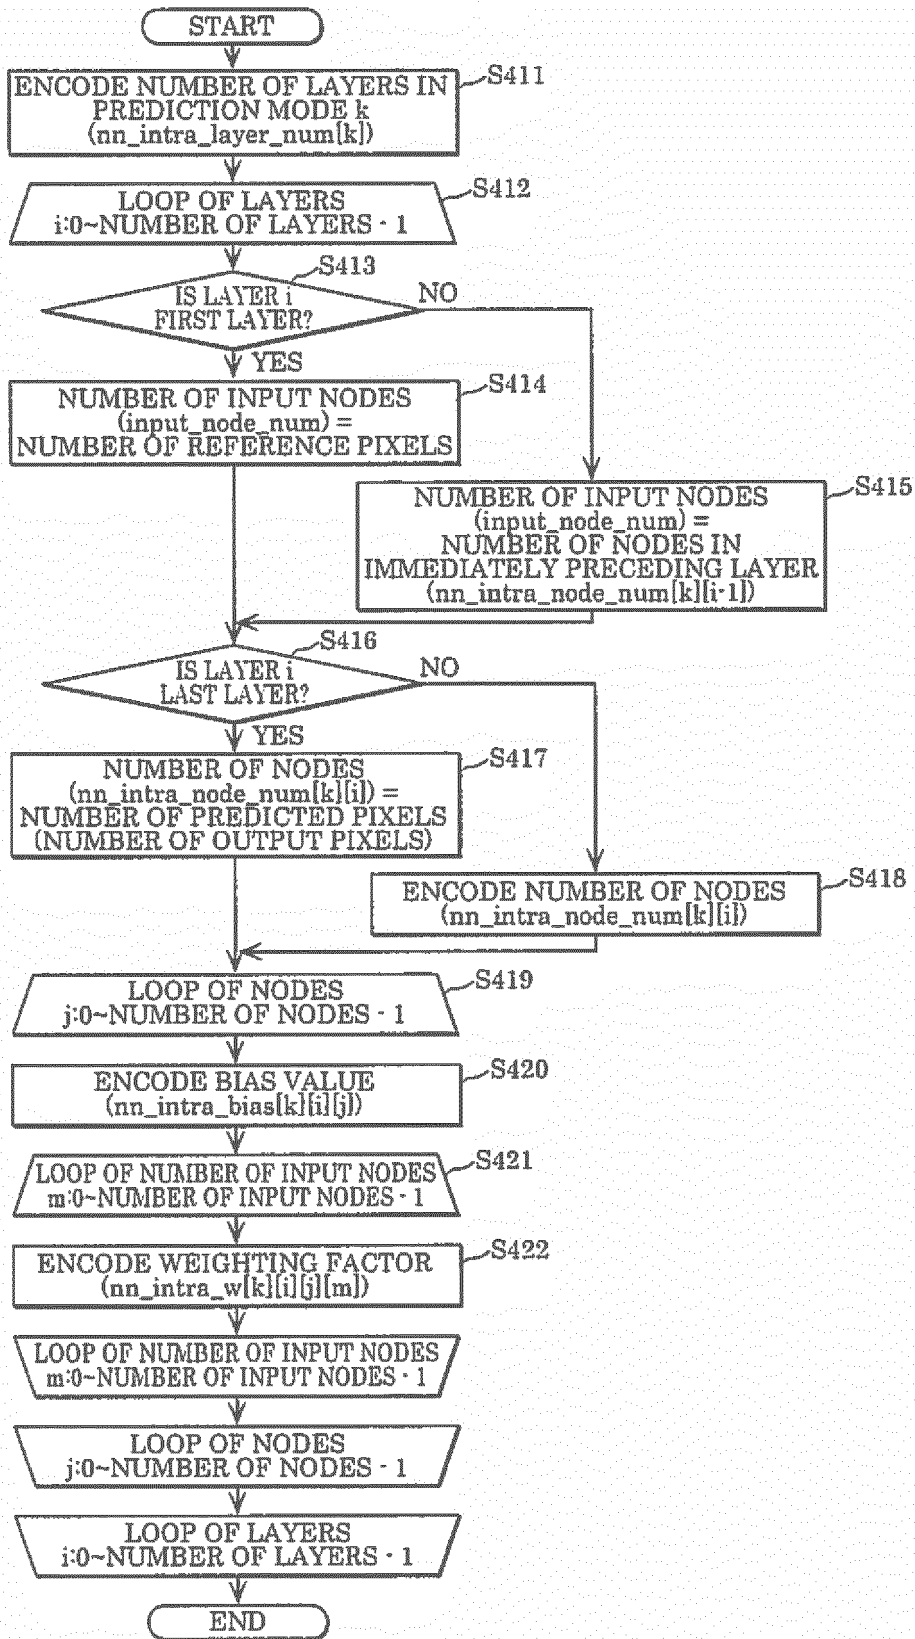 START
S411
ENCODE NUMBER OF LAYERS IN
PREDICTION MODE k
(nn_intra_layer_num[k])
S412
LOOP OF LAYERS
i:0~NUMBER OF LAYERS - 1
S413
IS LAYER i
FIRST LAYER?
NO
YES
S414
NUMBER OF INPUT NODES
(input_node_num) =
NUMBER OF REFERENCE PIXELS
S415
NUMBER OF INPUT NODES
(input_node_num) =
NUMBER OF NODES IN
IMMEDIATELY PRECEDING LAYER
(nn_intra_node_num[k][i-1])
S416
IS LAYER i
LAST LAYER?
NO
YES
S417
NUMBER OF NODES
(nn_intra_node_num[k][i]) =
NUMBER OF PREDICTED PIXELS
(NUMBER OF OUTPUT PIXELS)
S418
ENCODE NUMBER OF NODES
(nn_intra_node_num[k][i])
S419
LOOP OF NODES
j:0~NUMBER OF NODES - 1
S420
ENCODE BIAS VALUE
(nn_intra_bias[k][i][j])
S421
LOOP OF NUMBER OF INPUT NODES
m:0~NUMBER OF INPUT NODES - 1
S422
ENCODE WEIGHTING FACTOR
(nn_intra_w[k][i][j][m])
LOOP OF NUMBER OF INPUT NODES
m:0~NUMBER OF INPUT NODES - 1
LOOP OF NODES
j:0~NUMBER OF NODES - 1
LOOP OF LAYERS
i:0~NUMBER OF LAYERS - 1
END